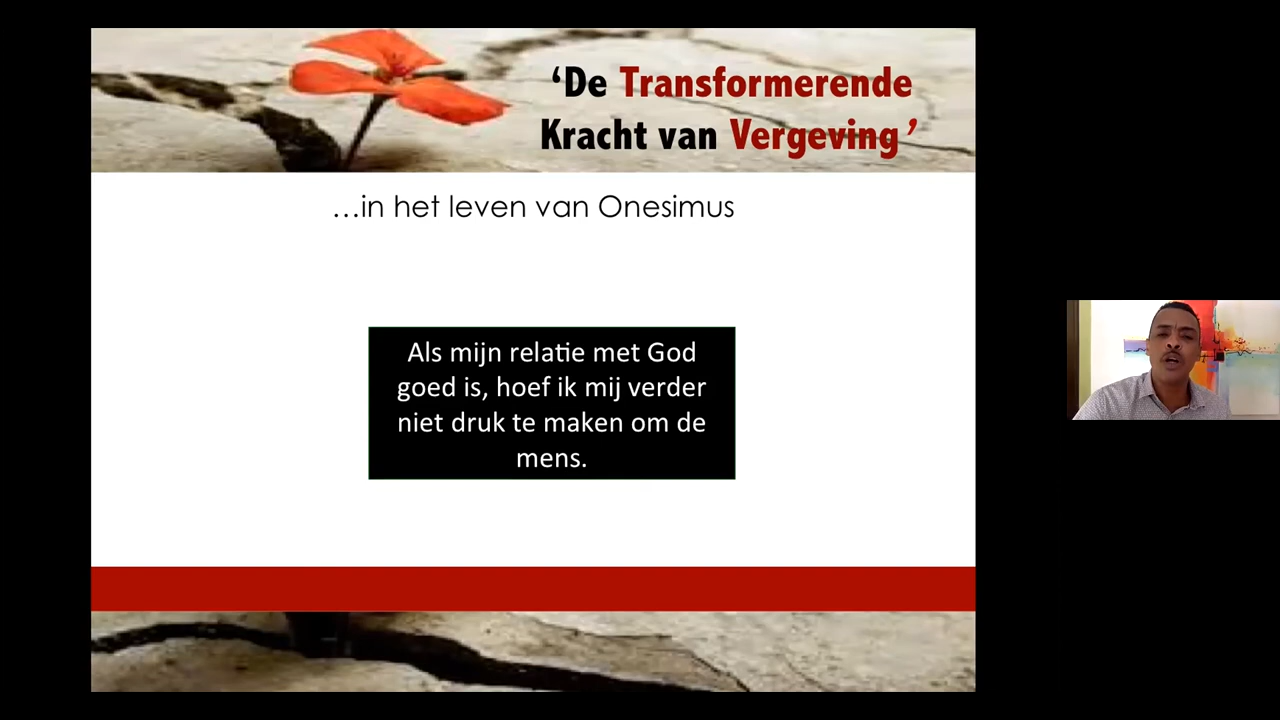 ‘De Transformerende
Kracht van Vergeving’
...in het leven van Onesimus
Als mijn relatie met God
goed is, hoef ik mij verder
niet druk te maken om de
mens.